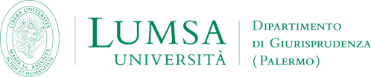 LUMSA
UNIVERSITÀ
DIPARTIMENTO
DI GIURISPRUDENZA
(PALERMO)